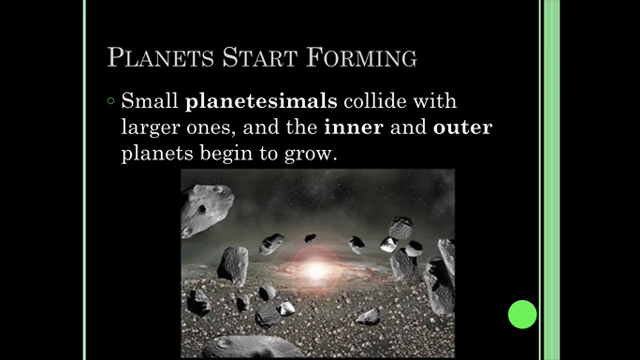 Planets Start Forming
Small planetesimals collide with
larger ones, and the inner and outer
planets begin to grow.